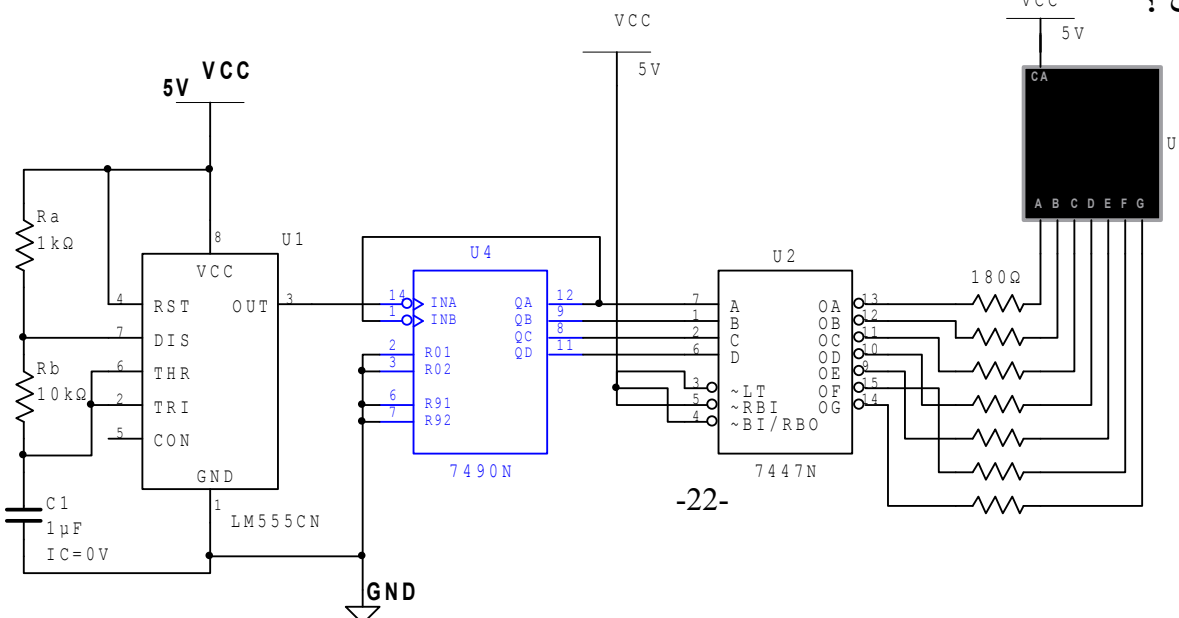 VCC
5V
VCC
5V
CA
U
A B C D E F G
VCC
5V
Ra
1kΩ
Rb
10kΩ
C1
1µF
IC=0V
U1
8
VCC
4
RST
OUT
3
7
DIS
6
THR
2
TRI
5
CON
GND
1
LM555CN
GND
U4
14
INA
1
INB
2
R01
3
R02
6
R91
7
R92
QA
12
QB
9
QC
8
QD
11
7490N
U2
7
A
1
B
2
C
6
D
3
~LT
5
~RBI
4
~BI/RBO
OA
13
OB
12
OC
11
OD
10
OE
9
OF
15
OG
14
7447N
180Ω
-22-